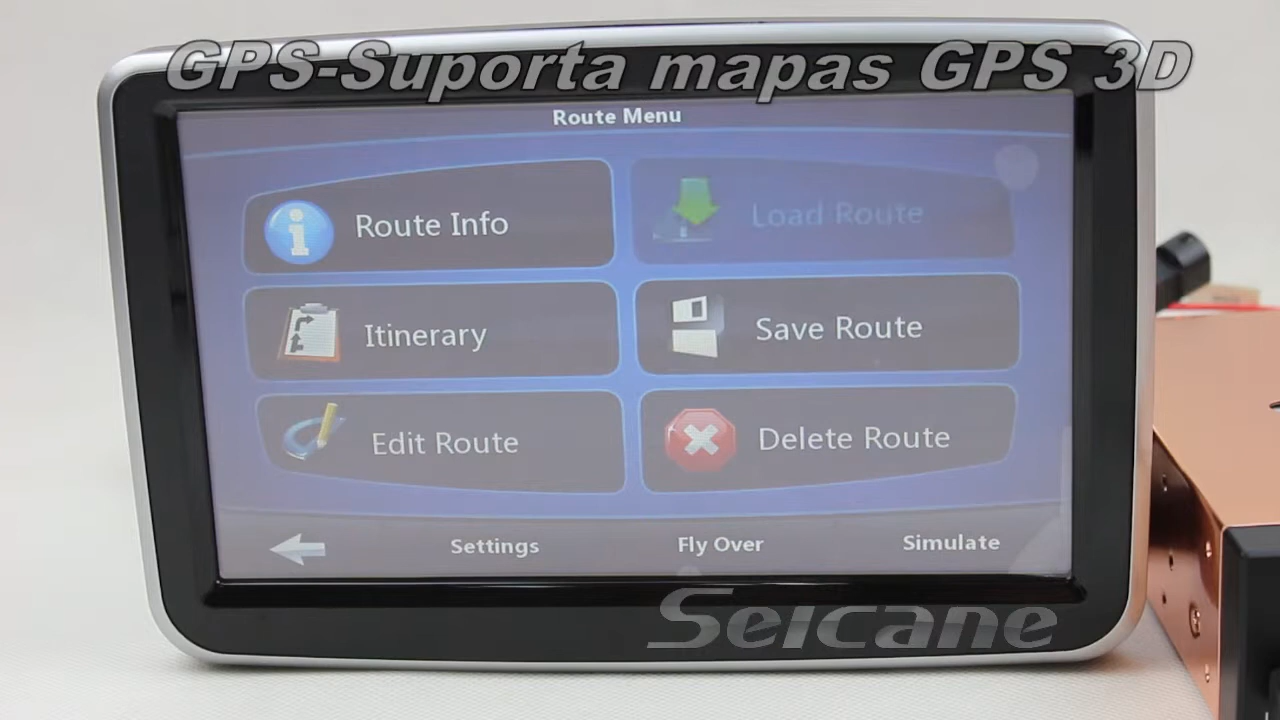 GPS-Suporta mapas GPS 3D
Route Menu
Route Info
Load Route
Itinerary
Save Route
Edit Route
Delete Route
Settings
Fly Over
Simulate
Seicane